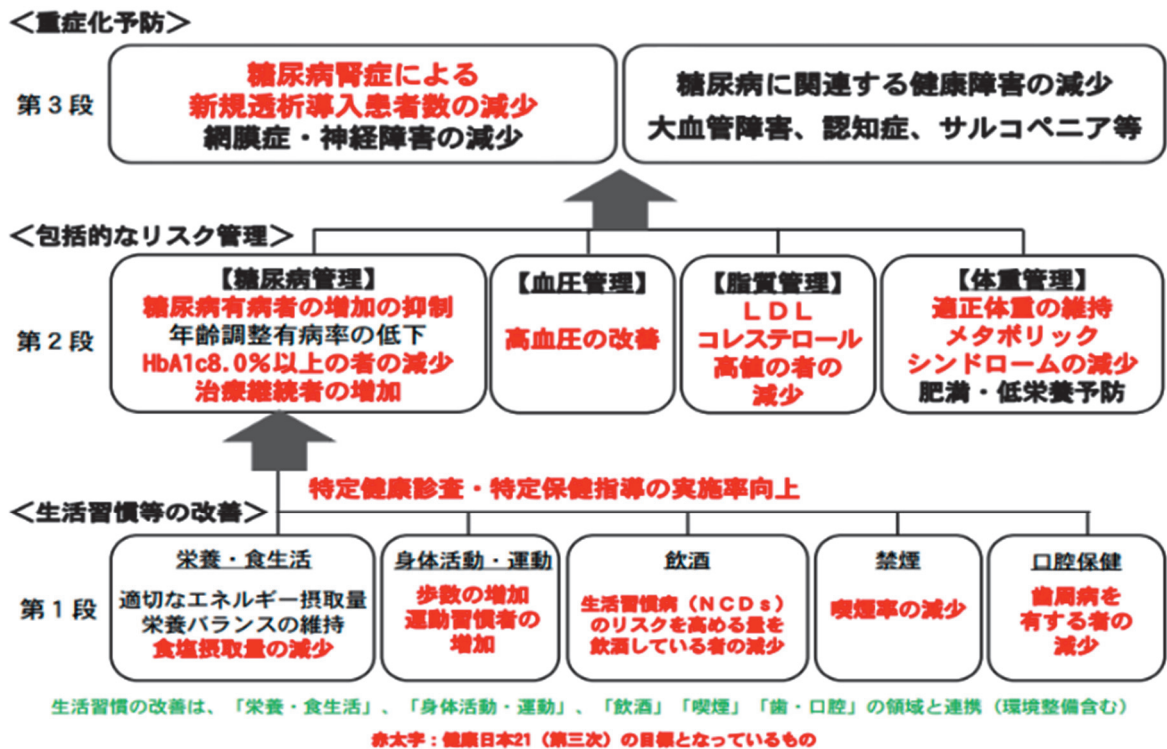 ＜重症化予防＞
第３段
糖尿病腎症による
新規透析導入患者数の減少
網膜症・神経障害の減少
糖尿病に関連する健康障害の減少
大血管障害、認知症、サルコペニア等
＜包括的なリスク管理＞
第２段
【糖尿病管理】
糖尿病有病者の増加の抑制
年齢調整有病率の低下
HbA1c8.0%以上の者の減少
治療継続者の増加
【血圧管理】
高血圧の改善
【脂質管理】
ＬＤＬ
コレステロール
高値の者の
減少
【体重管理】
適正体重の維持
メタボリック
シンドロームの減少
肥満・低栄養予防
特定健康診査・特定保健指導の実施率向上
＜生活習慣等の改善＞
第１段
栄養・食生活
適切なエネルギー摂取量
栄養バランスの維持
食塩摂取量の減少
身体活動・運動
歩数の増加
運動習慣者の
増加
飲酒
生活習慣病（ＮＣＤｓ）
のリスクを高める量を
飲酒している者の減少
禁煙
喫煙率の減少
口腔保健
歯周病を
有する者の
減少
生活習慣の改善は、「栄養・食生活」、「身体活動・運動」、「飲酒」「喫煙」「歯・口腔」の領域と連携（環境整備含む）
赤太字：健康日本21（第三次）の目標となっているもの